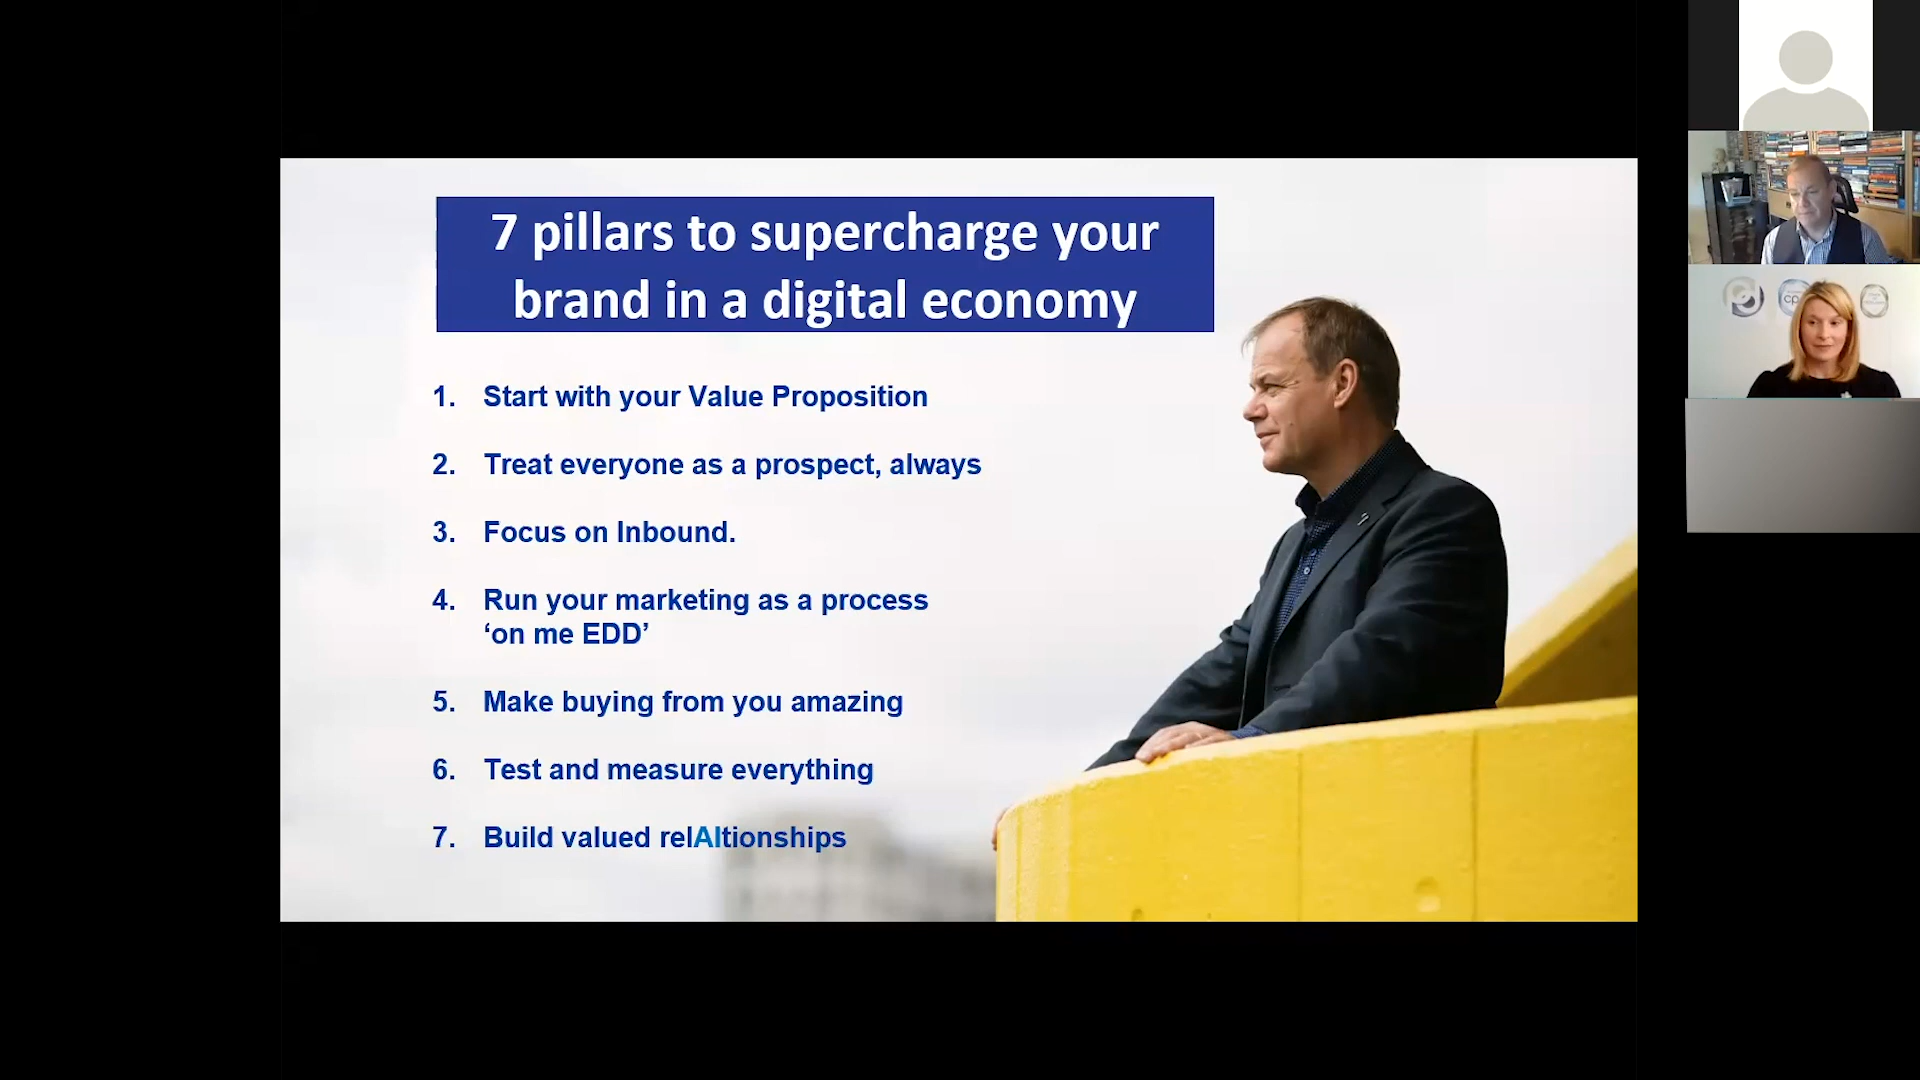 7 pillars to supercharge your
brand in a digital economy
1. Start with your Value Proposition
2. Treat everyone as a prospect, always
3. Focus on Inbound.
4. Run your marketing as a process
‘on me EDD’
5. Make buying from you amazing
6. Test and measure everything
7. Build valued relAItionships